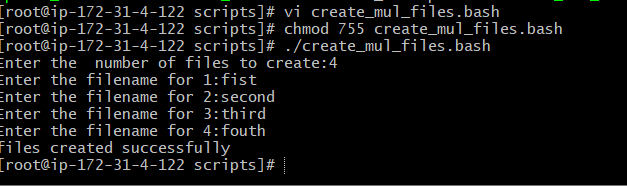 [root@ip-172-31-4-122 scripts]# vi create_mul_files.bash
[root@ip-172-31-4-122 scripts]# chmod 755 create_mul_files.bash
[root@ip-172-31-4-122 scripts]# ./create_mul_files.bash
Enter the  number of files to create:4
Enter the filename for 1:fist
Enter the filename for 2:second
Enter the filename for 3:third
Enter the filename for 4:fouth
files created successfully
[root@ip-172-31-4-122 scripts]#